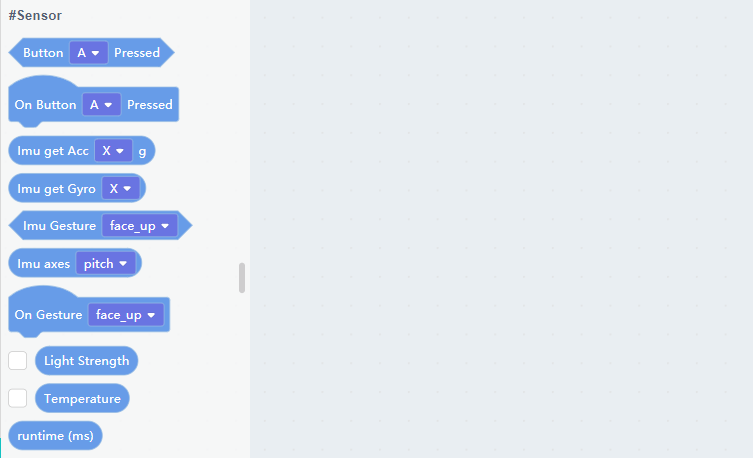 #Sensor
Button A Pressed
On Button A Pressed
Imu get Acc X g
Imu get Gyro X
Imu Gesture face_up
Imu axes pitch
On Gesture face_up
Light Strength
Temperature
runtime (ms)